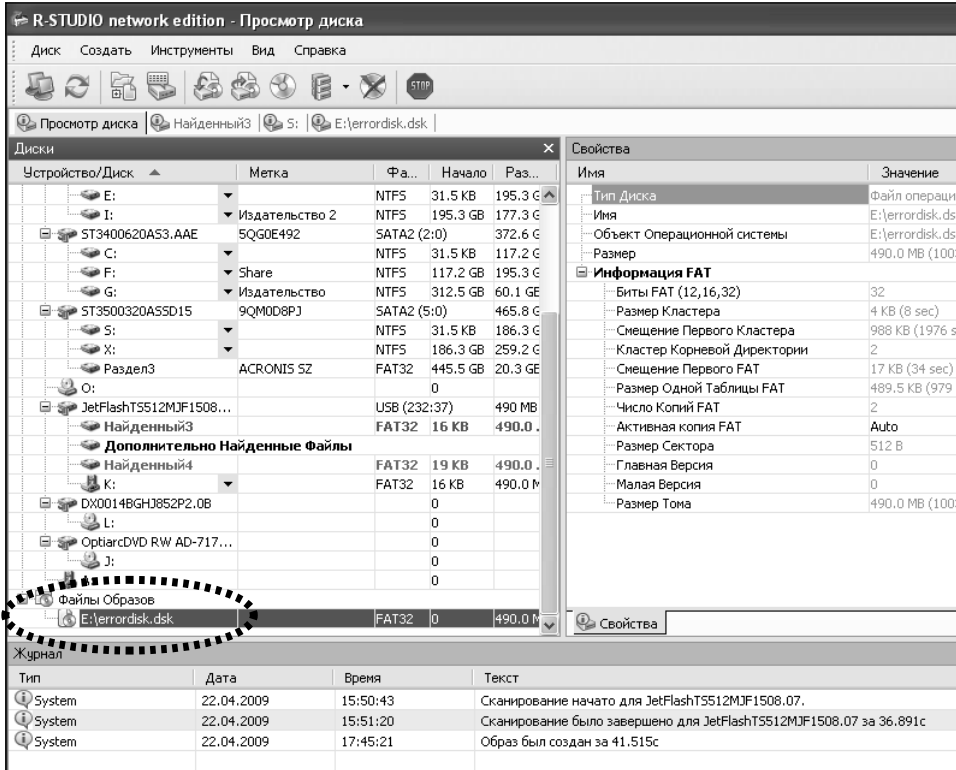 R-STUDIO network edition - Просмотр диска
Диск Создать Инструменты Вид Справка
STOP
Просмотр диска Найденный3 S: E:\errordisk.dsk
Диски
Устройство/Диск Метка Фа... Начало Раз...
E: NTFS 31.5 KB 195.3 G
I: Издательство 2 NTFS 195.3 GB 177.3 G
ST3400620AS3.AAE 5QG0E492 SATA2 (2:0) 372.6 G
C: NTFS 31.5 KB 117.2 G
F: Share NTFS 117.2 GB 195.3 G
G: Издательство NTFS 312.5 GB 60.1 GE
ST3500320ASSD15 9QM0D8PJ SATA2 (5:0) 465.8 G
S: NTFS 31.5 KB 186.3 G
X: NTFS 186.3 GB 259.2 G
Раздел3 ACRONIS SZ FAT32 445.5 GB 20.3 GE
O: 0
JetFlashTS512MJF1508... USB (232:37) 490 MB
Найденный3 FAT32 16 KB 490.0 .
Дополнительно Найденные Файлы
Найденный4 FAT32 19 KB 490.0 .
K: FAT32 16 KB 490.0 M
DX0014BGHJ852P2.0B 0
L: 0
OptiarcDVD RW AD-717... 0
J: 0
0
Файлы Образов
E:\errordisk.dsk FAT32 0 490.0 M
Свойства
Имя Значение
Тип Диска Файл операци
Имя E:\errordisk.ds
Объект Операционной системы E:\errordisk.ds
Размер 490.0 MB (100
Информация FAT
Биты FAT (12,16,32) 32
Размер Кластера 4 KB (8 sec)
Смещение Первого Кластера 988 KB (1976 s
Кластер Корневой Директории 2
Смещение Первого FAT 17 KB (34 sec)
Размер Одной Таблицы FAT 489.5 KB (979
Число Копий FAT 2
Активная копия FAT Auto
Размер Сектора 512 B
Главная Версия 0
Малая Версия 0
Размер Тома 490.0 MB (100
Свойства
Журнал
Тип Дата Время Текст
System 22.04.2009 15:50:43 Сканирование начато для JetFlashTS512MJF1508.07.
System 22.04.2009 15:51:20 Сканирование было завершено для JetFlashTS512MJF1508.07 за 36.891с
System 22.04.2009 17:45:21 Образ был создан за 41.515с